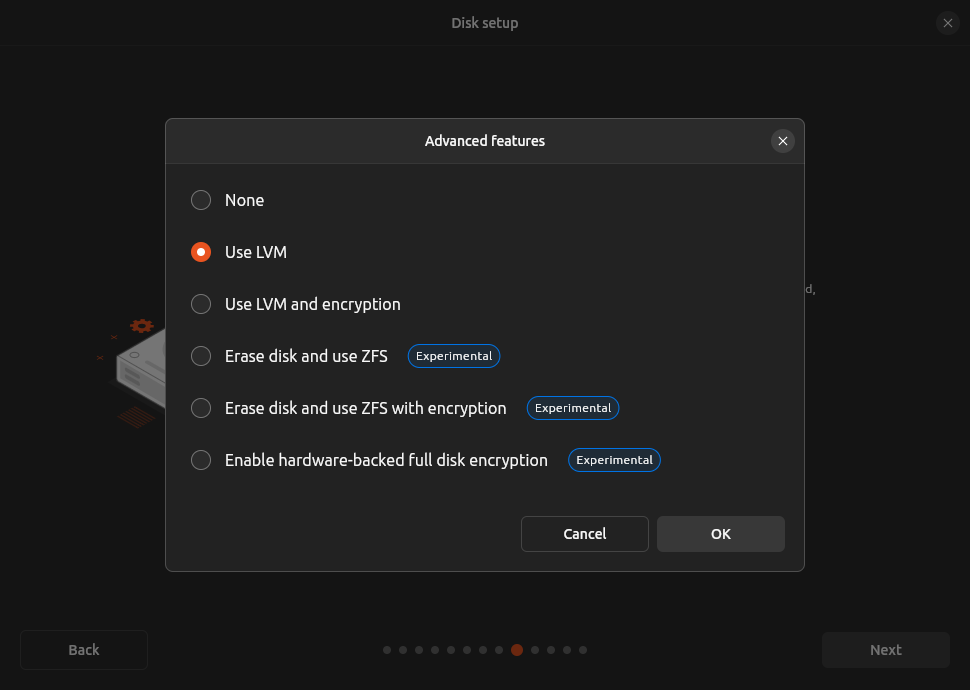 Disk setup
Advanced features
None
Use LVM
Use LVM and encryption
d,
Erase disk and use ZFS Experimental
Erase disk and use ZFS with encryption Experimental
Enable hardware-backed full disk encryption Experimental
Cancel OK
Back Next